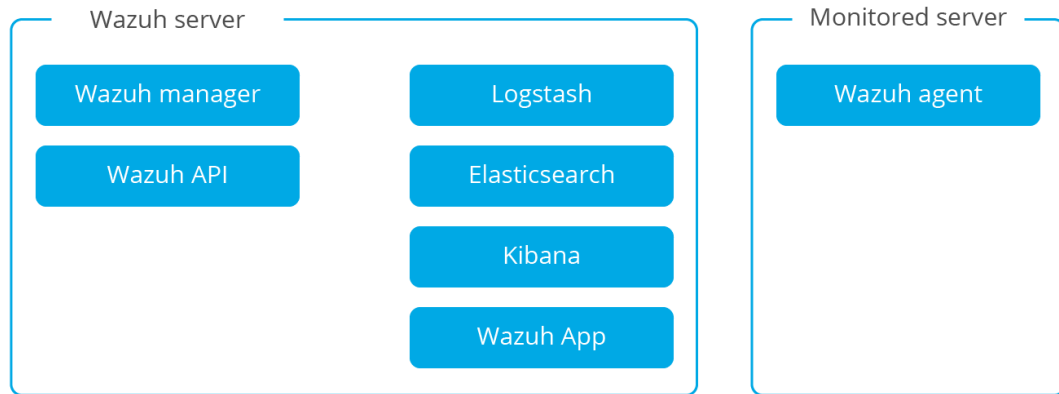 Wazuh server
Wazuh manager
Wazuh API
Logstash
Elasticsearch
Kibana
Wazuh App
Monitored server
Wazuh agent